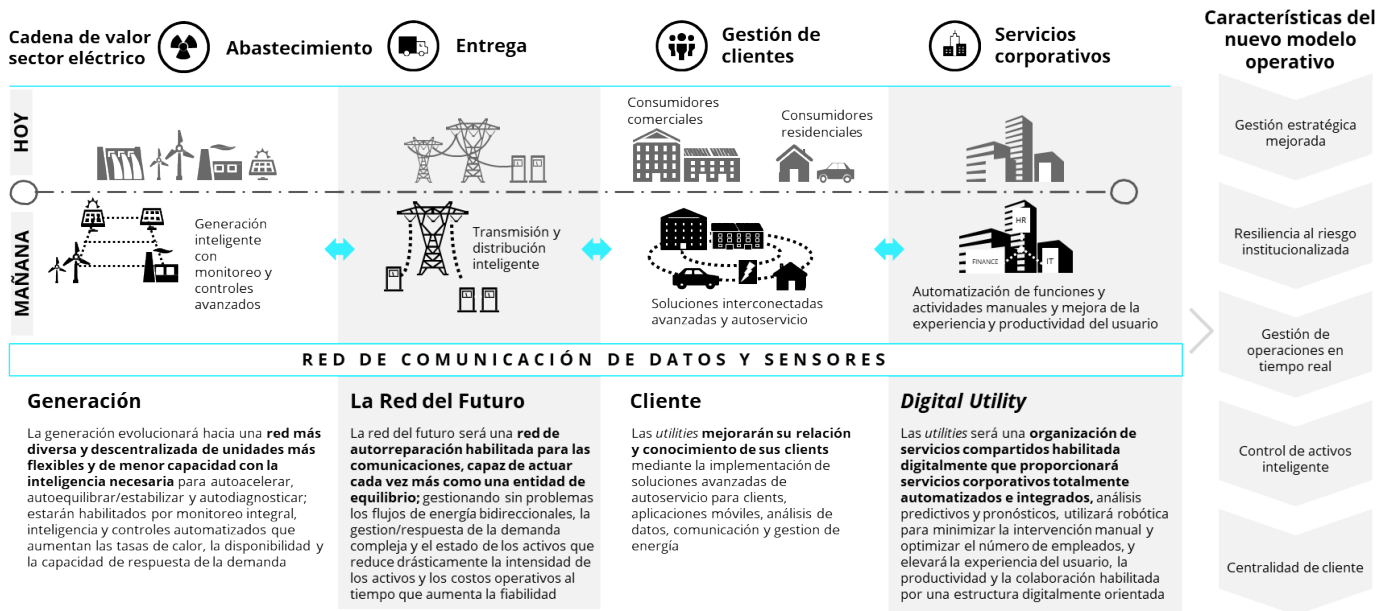 Cadena de valor
sector eléctrico
Abastecimiento
Entrega
Gestión de
clientes
Servicios
corporativos
Características del
nuevo modelo
operativo
HOY
Consumidores
comerciales
Consumidores
residenciales
MAÑANA
Generación
inteligente
con
monitoreo y
controles
avanzados
Transmisión y
distribución
inteligente
Soluciones interconectadas
avanzadas y autoservicio
HR
FINANCE
IT
Automatización de funciones y
actividades manuales y mejora de la
experiencia y productividad del usuario
RED DE COMUNICACIÓN DE DATOS Y SENSORES
Generación
La generación evolucionará hacia una red más
diversa y descentralizada de unidades más
flexibles y de menor capacidad con la
inteligencia necesaria para autoacelerar,
autoequilibrar/estabilizar y autodiagnosticar;
estarán habilitados por monitoreo integral,
inteligencia y controles automatizados que
aumentan las tasas de calor, la disponibilidad y
la capacidad de respuesta de la demanda
La Red del Futuro
La red del futuro será una red de
autorreparación habilitada para las
comunicaciones, capaz de actuar
cada vez más como una entidad de
equilibrio; gestionando sin problemas
los flujos de energía bidireccionales, la
gestion/respuesta de la demanda
compleja y el estado de los activos que
reduce drásticamente la intensidad de
los activos y los costos operativos al
tiempo que aumenta la fiabilidad
Cliente
Las utilities mejorarán su relación
y conocimiento de sus clients
mediante la implementación de
soluciones avanzadas de
autoservicio para clients,
aplicaciones móviles, análisis de
datos, comunicación y gestion de
energía
Digital Utility
Las utilities será una organización de
servicios compartidos habilitada
digitalmente que proporcionará
servicios corporativos totalmente
automatizados e integrados, análisis
predictivos y pronósticos, utilizará robótica
para minimizar la intervención manual y
optimizar el número de empleados, y
elevará la experiencia del usuario, la
productividad y la colaboración habilitada
por una estructura digitalmente orientada
Gestión estratégica
mejorada
Resiliencia al riesgo
institucionalizada
Gestión de
operaciones en
tiempo real
Control de activos
inteligente
Centralidad de cliente